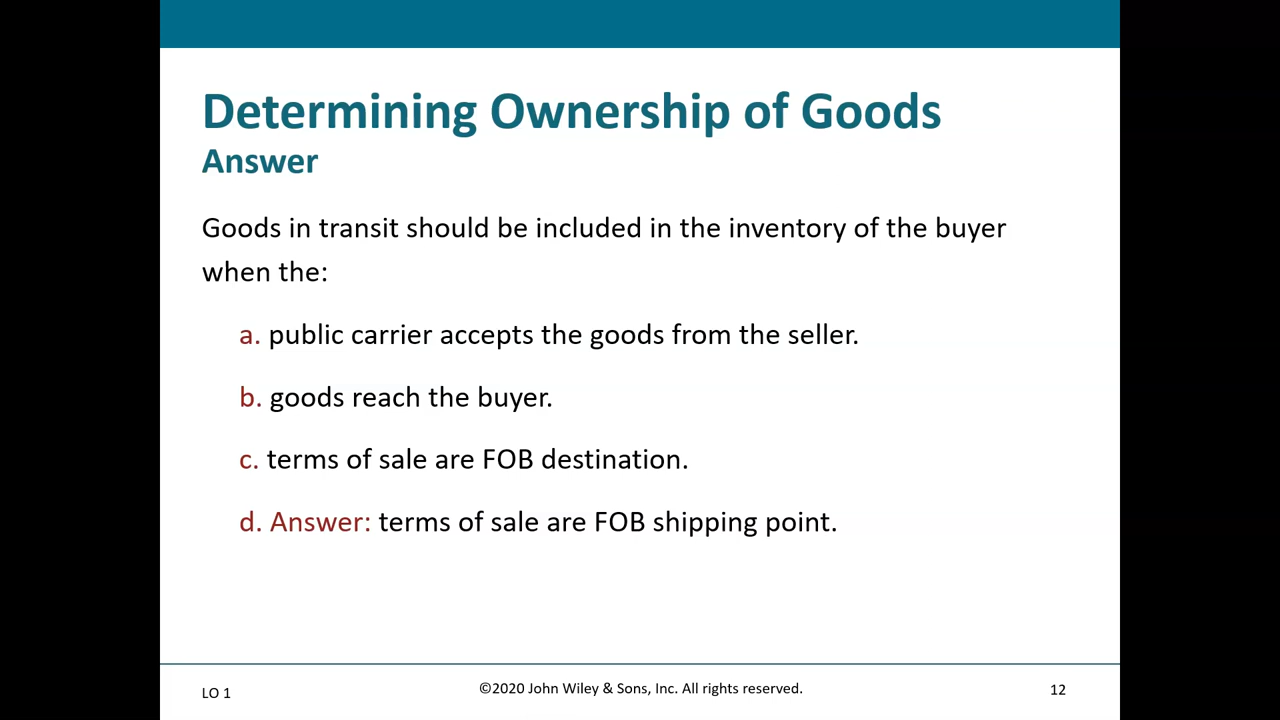 Determining Ownership of Goods
Answer
Goods in transit should be included in the inventory of the buyer
when the:
a. public carrier accepts the goods from the seller.
b. goods reach the buyer.
c. terms of sale are FOB destination.
d. Answer: terms of sale are FOB shipping point.
LO 1
©2020 John Wiley & Sons, Inc. All rights reserved.
12